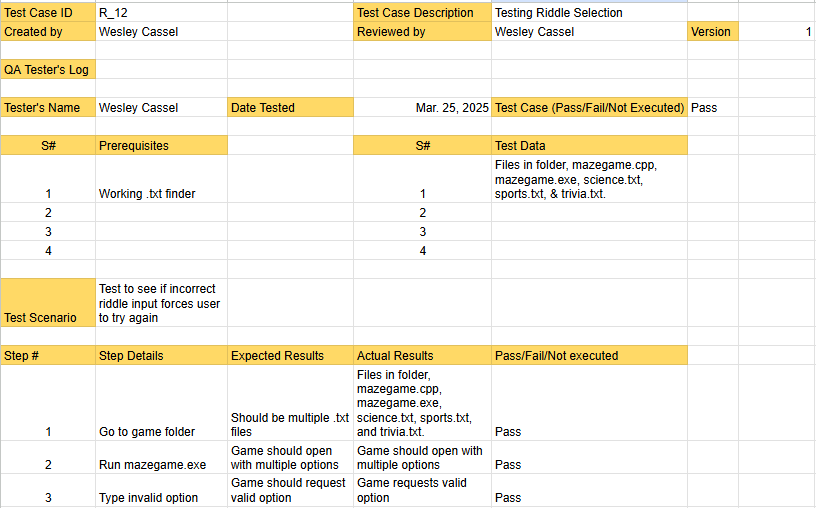 Test Case ID R_12 Test Case Description Testing Riddle Selection
Created by Wesley Cassel Reviewed by Wesley Cassel Version 1
QA Tester's Log
Tester's Name Wesley Cassel Date Tested Mar. 25, 2025 Test Case (Pass/Fail/Not Executed) Pass
S# Prerequisites S# Test Data
1 Working .txt finder 1 Files in folder, mazegame.cpp,
mazegame.exe, science.txt,
sports.txt, & trivia.txt.
2 2
3 3
4 4
Test Scenario Test to see if incorrect
riddle input forces user
to try again
Step # Step Details Expected Results Actual Results Pass/Fail/Not executed
1 Go to game folder Should be multiple .txt
files
Files in folder,
mazegame.cpp,
mazegame.exe,
science.txt, sports.txt,
and trivia.txt.
Pass
2 Run mazegame.exe Game should open
with multiple options
Game should open with
multiple options
Pass
3 Type invalid option Game should request
valid option
Game requests valid
option
Pass